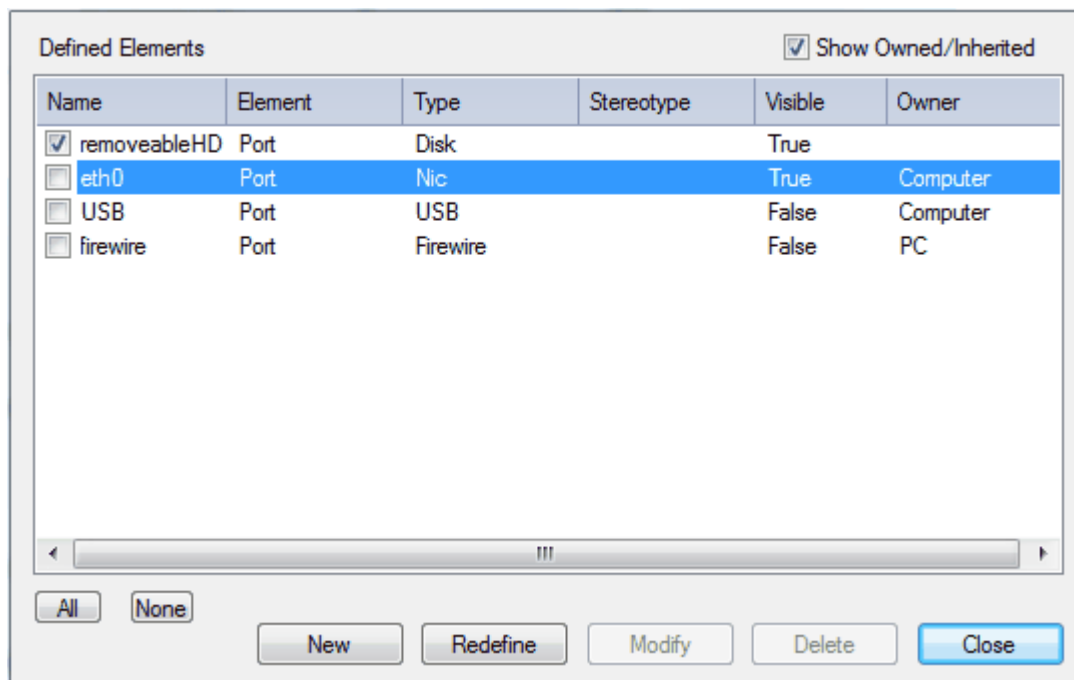 Defined Elements Show Owned/Inherited
Name Element Type Stereotype Visible Owner
removeableHD Port Disk True
eth0 Port Nic True Computer
USB Port USB False Computer
firewire Port Firewire False PC
All None
New Redefine Modify Delete Close